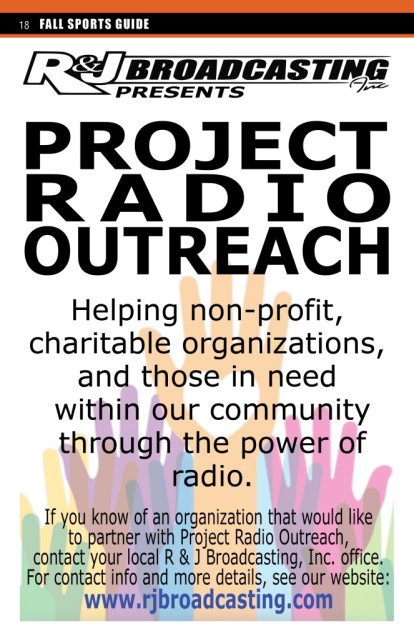 18 FALL SPORTS GUIDE
R&J BROADCASTING Inc
PRESENTS
PROJECT
RADIO
OUTREACH
Helping non-profit,
charitable organizations,
and those in need
within our community
through the power of
radio.
If you know of an organization that would like
to partner with Project Radio Outreach,
contact your local R & J Broadcasting, Inc. office.
For contact info and more details, see our website:
www.rjbroadcasting.com